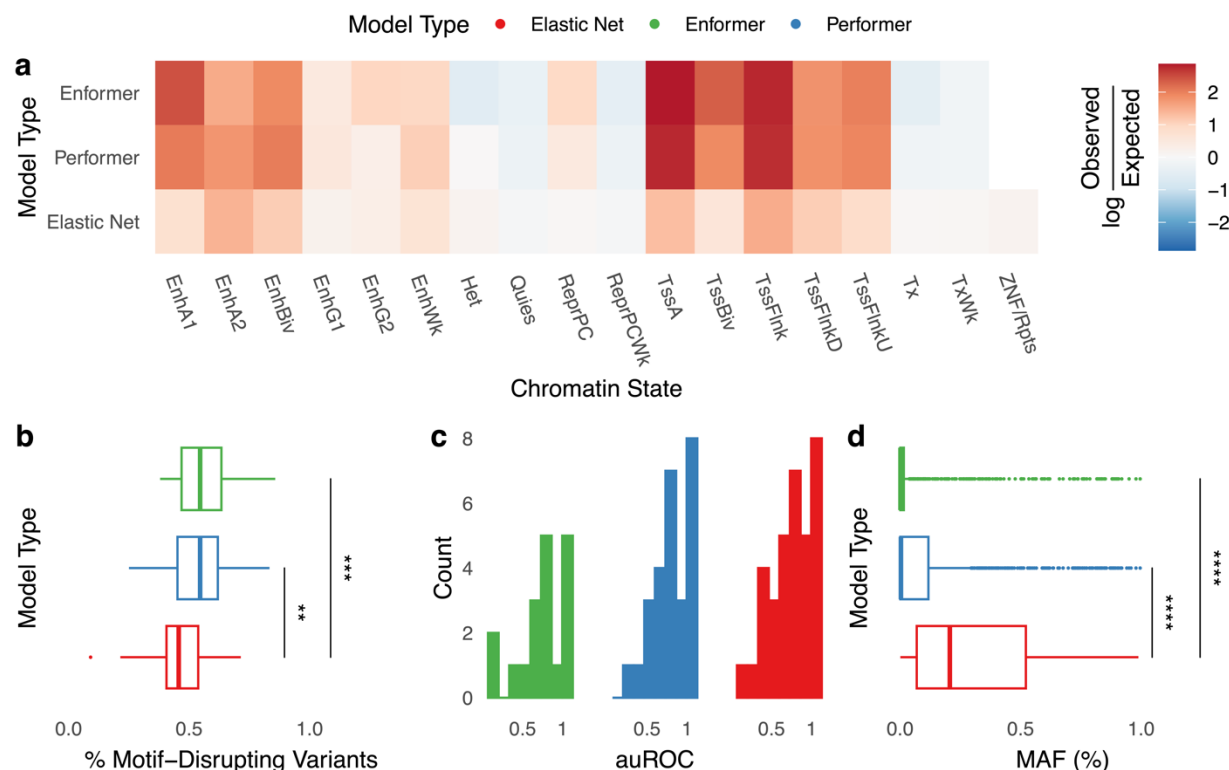 Model Type Elastic Net Enformer Performer
a
Model Type
Enformer
Performer
Elastic Net
EnhA1 EnhA2 EnhBiv EnhG1 EnhG2 EnhWk Het Quies ReprPC ReprPCWk TssA TssBiv TssFlnk TssFlnkD TssFlnkU Tx TxWk ZNF/Rpts
Chromatin State
log Observed
Expected
2
1
0
−1
−2
b
Model Type
***
**
0.0 0.5 1.0
% Motif−Disrupting Variants
c
Count
8
6
4
2
0
0.5 1 0.5 1 0.5 1
auROC
d
Model Type
****
****
0.0 0.5 1.0
MAF (%)